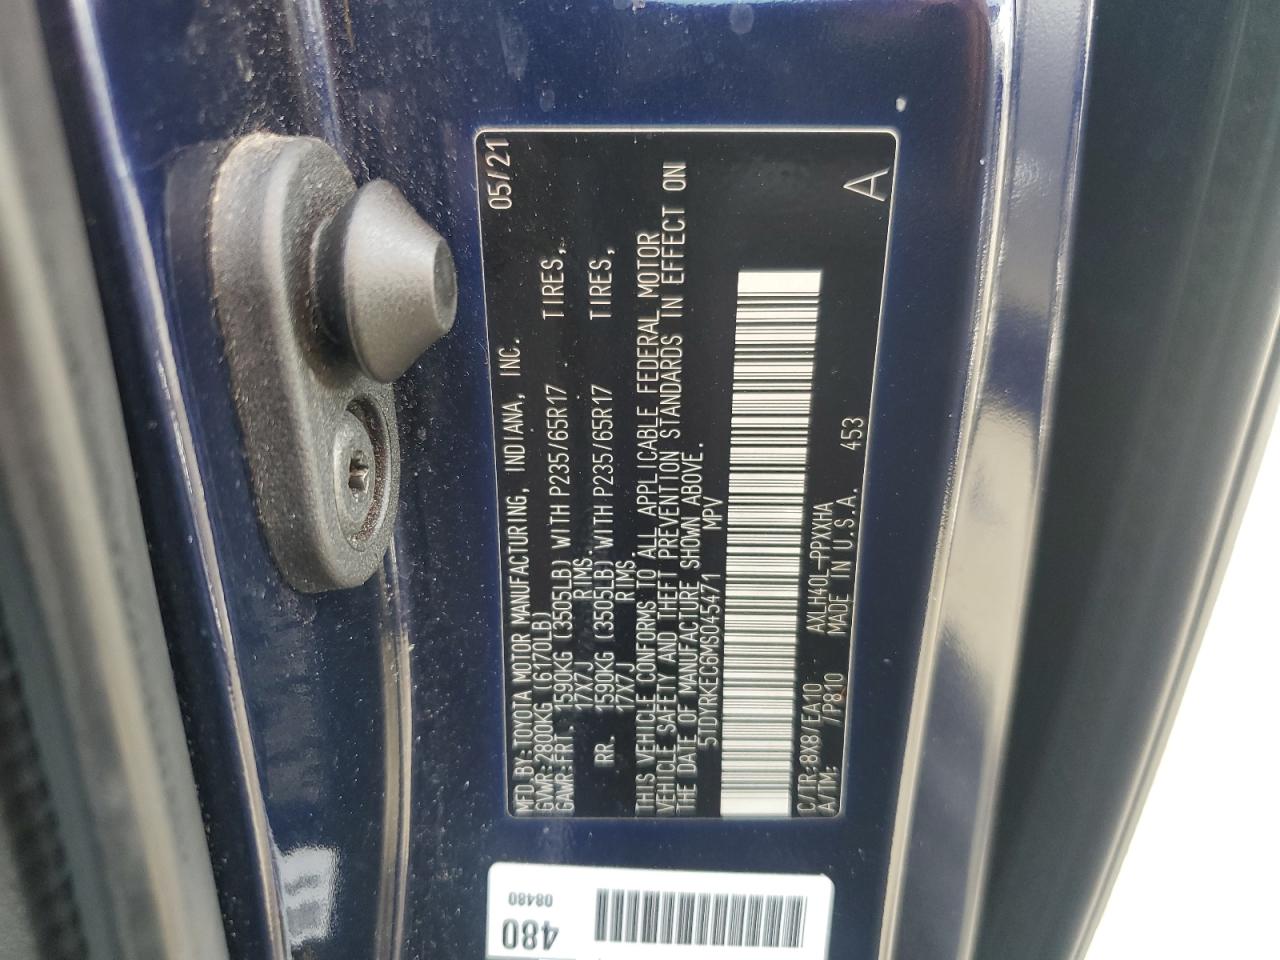 MFD. BY: TOYOTA MOTOR MANUFACTURING, INDIANA, INC. 05/21
GVWR: 2800KG (6170LB)
GAWR: FRT. 1590KG (3505LB) WITH P235/65R17 TIRES,
17X7J RIMS.
RR. 1590KG (3505LB) WITH P235/65R17 TIRES,
17X7J RIMS.
THIS VEHICLE CONFORMS TO ALL APPLICABLE FEDERAL MOTOR
VEHICLE SAFETY AND THEFT PREVENTION STANDARDS IN EFFECT ON
THE DATE OF MANUFACTURE SHOWN ABOVE.
5TDYRKEC6MS045471 MPV
C/TR: 8X8/EA10 AXLH40L-PPXXHA
A/TM: /P810 MADE IN U.S.A. 453 A
480 08480